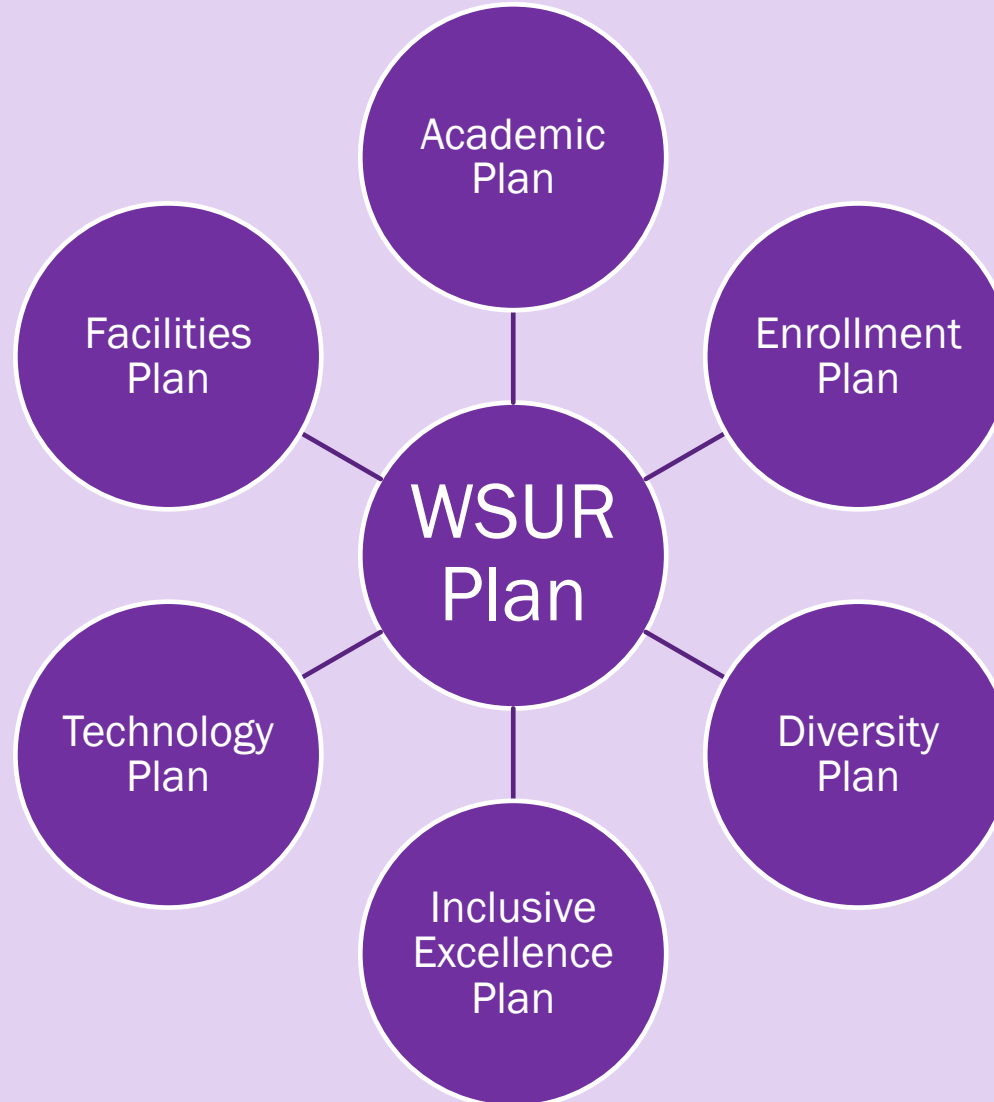 Academic
Plan
Facilities
Plan
Enrollment
Plan
WSUR
Plan
Technology
Plan
Diversity
Plan
Inclusive
Excellence
Plan